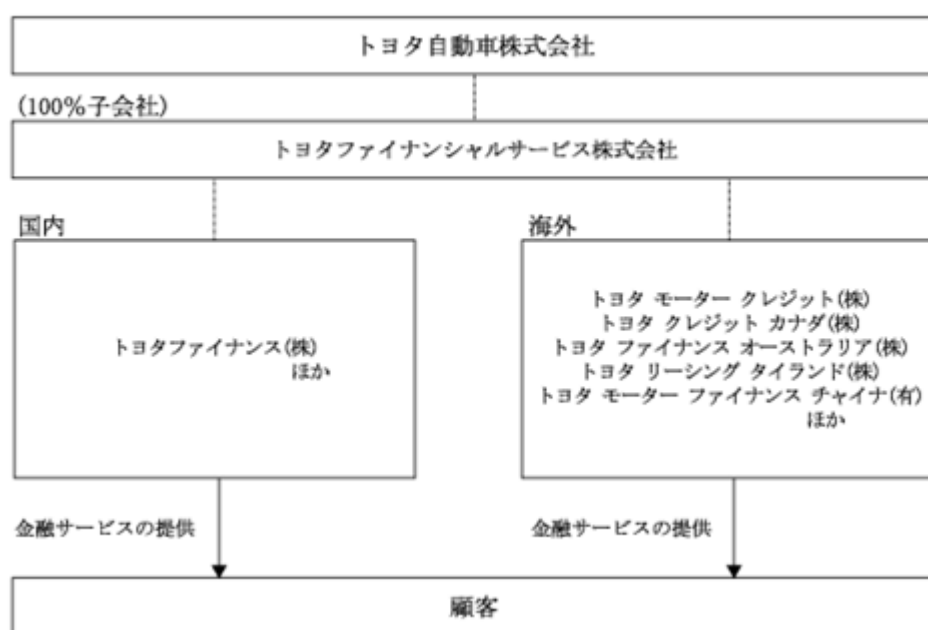 トヨタ自動車株式会社
(100%子会社)
トヨタファイナンシャルサービス株式会社
国内
トヨタファイナンス(株)
ほか
海外
トヨタ モーター クレジット(株)
トヨタ クレジット カナダ(株)
トヨタ ファイナンス オーストラリア(株)
トヨタ リーシング タイランド(株)
トヨタ モーター ファイナンス チャイナ(有)
ほか
金融サービスの提供
金融サービスの提供
顧客